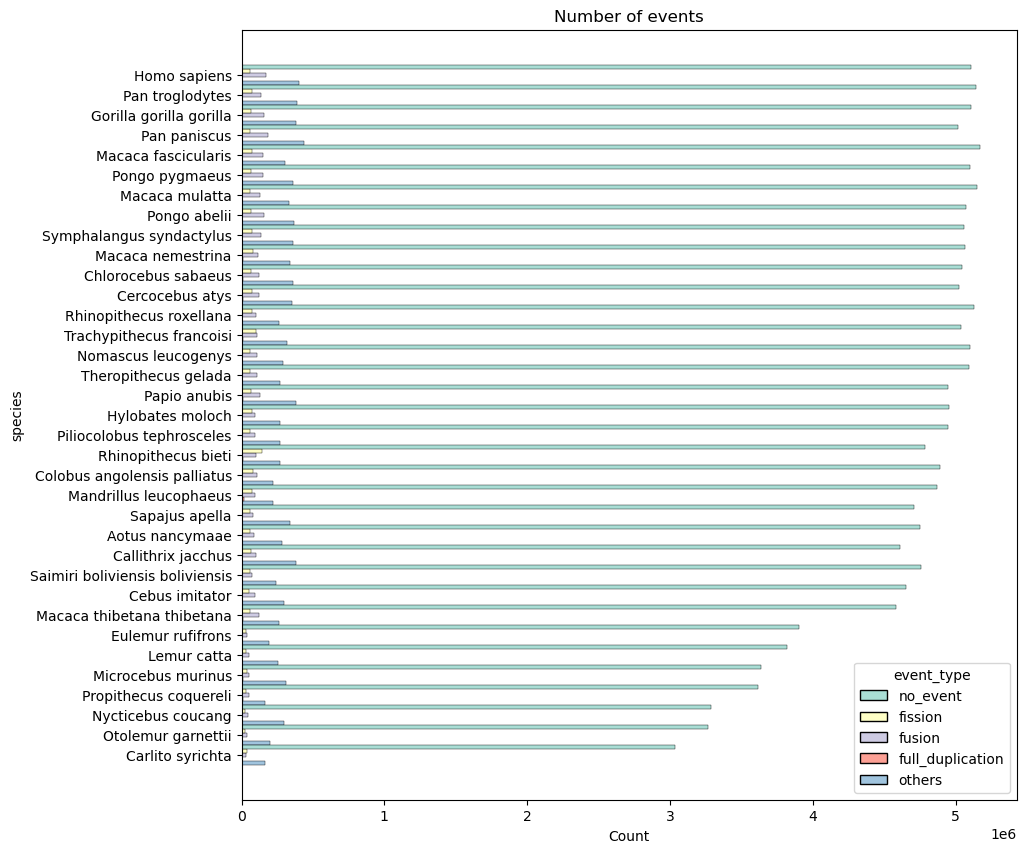 Number of events
species
Homo sapiens
Pan troglodytes
Gorilla gorilla gorilla
Pan paniscus
Macaca fascicularis
Pongo pygmaeus
Macaca mulatta
Pongo abelii
Symphalangus syndactylus
Macaca nemestrina
Chlorocebus sabaeus
Cercocebus atys
Rhinopithecus roxellana
Trachypithecus francoisi
Nomascus leucogenys
Theropithecus gelada
Papio anubis
Hylobates moloch
Piliocolobus tephrosceles
Rhinopithecus bieti
Colobus angolensis palliatus
Mandrillus leucophaeus
Sapajus apella
Aotus nancymaae
Callithrix jacchus
Saimiri boliviensis boliviensis
Cebus imitator
Macaca thibetana thibetana
Eulemur rufifrons
Lemur catta
Microcebus murinus
Propithecus coquereli
Nycticebus coucang
Otolemur garnettii
Carlito syrichta
event_type
no_event
fission
fusion
full_duplication
others
0 1 2 3 4 5
1e6
Count